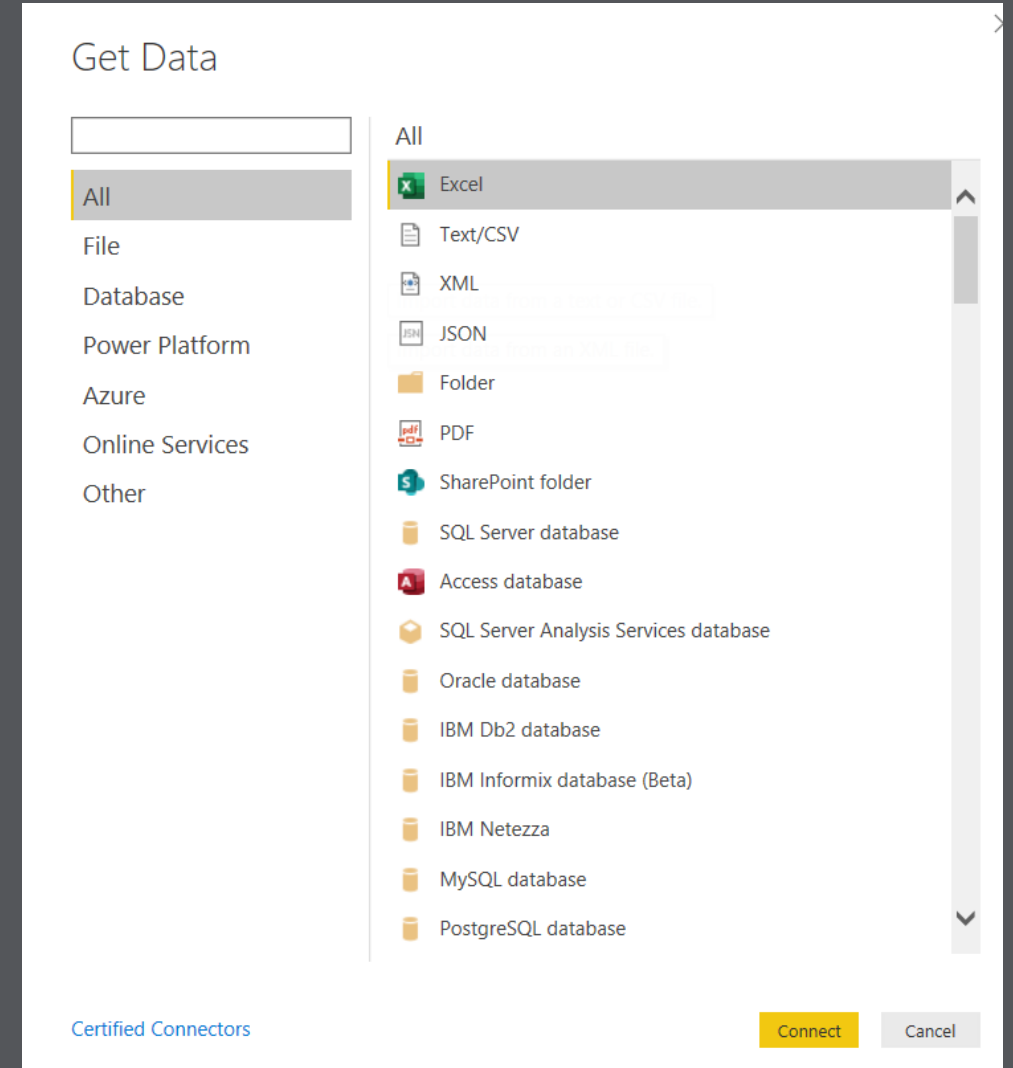 Get Data
All
File
Database
Power Platform
Azure
Online Services
Other
All
Excel
Text/CSV
XML
JSON
Folder
PDF
SharePoint folder
SQL Server database
Access database
SQL Server Analysis Services database
Oracle database
IBM Db2 database
IBM Informix database (Beta)
IBM Netezza
MySQL database
PostgreSQL database
Certified Connectors
Connect
Cancel